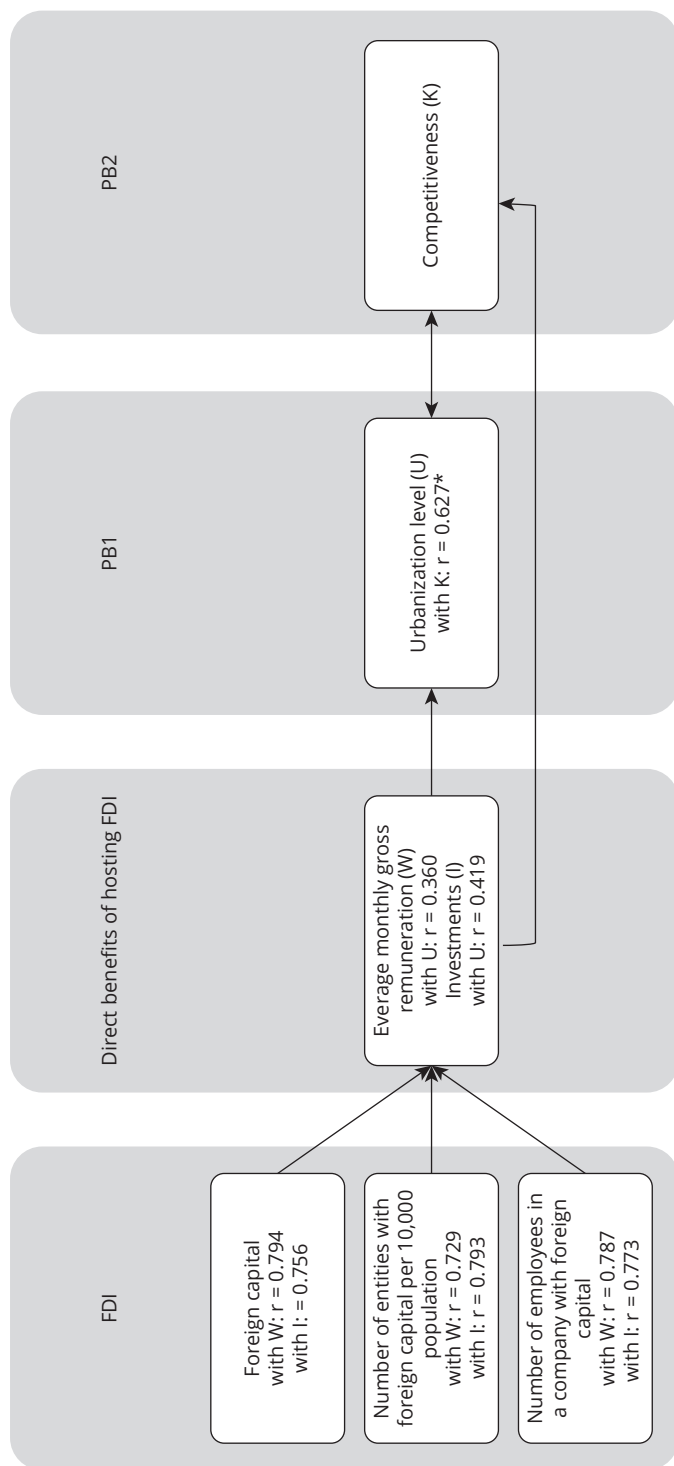 FDI
Foreign capital
with W: r = 0.794
with I: = 0.756
Number of entities with
foreign capital per 10,000
population
with W: r = 0.729
with I: r = 0.793
Number of employees in
a company with foreign
capital
with W: r = 0.787
with I: r = 0.773
Direct benefits of hosting FDI
Everage monthly gross
remuneration (W)
with U: r = 0.360
Investments (I)
with U: r = 0.419
PB1
Urbanization level (U)
with K: r = 0.627*
PB2
Competitiveness (K)